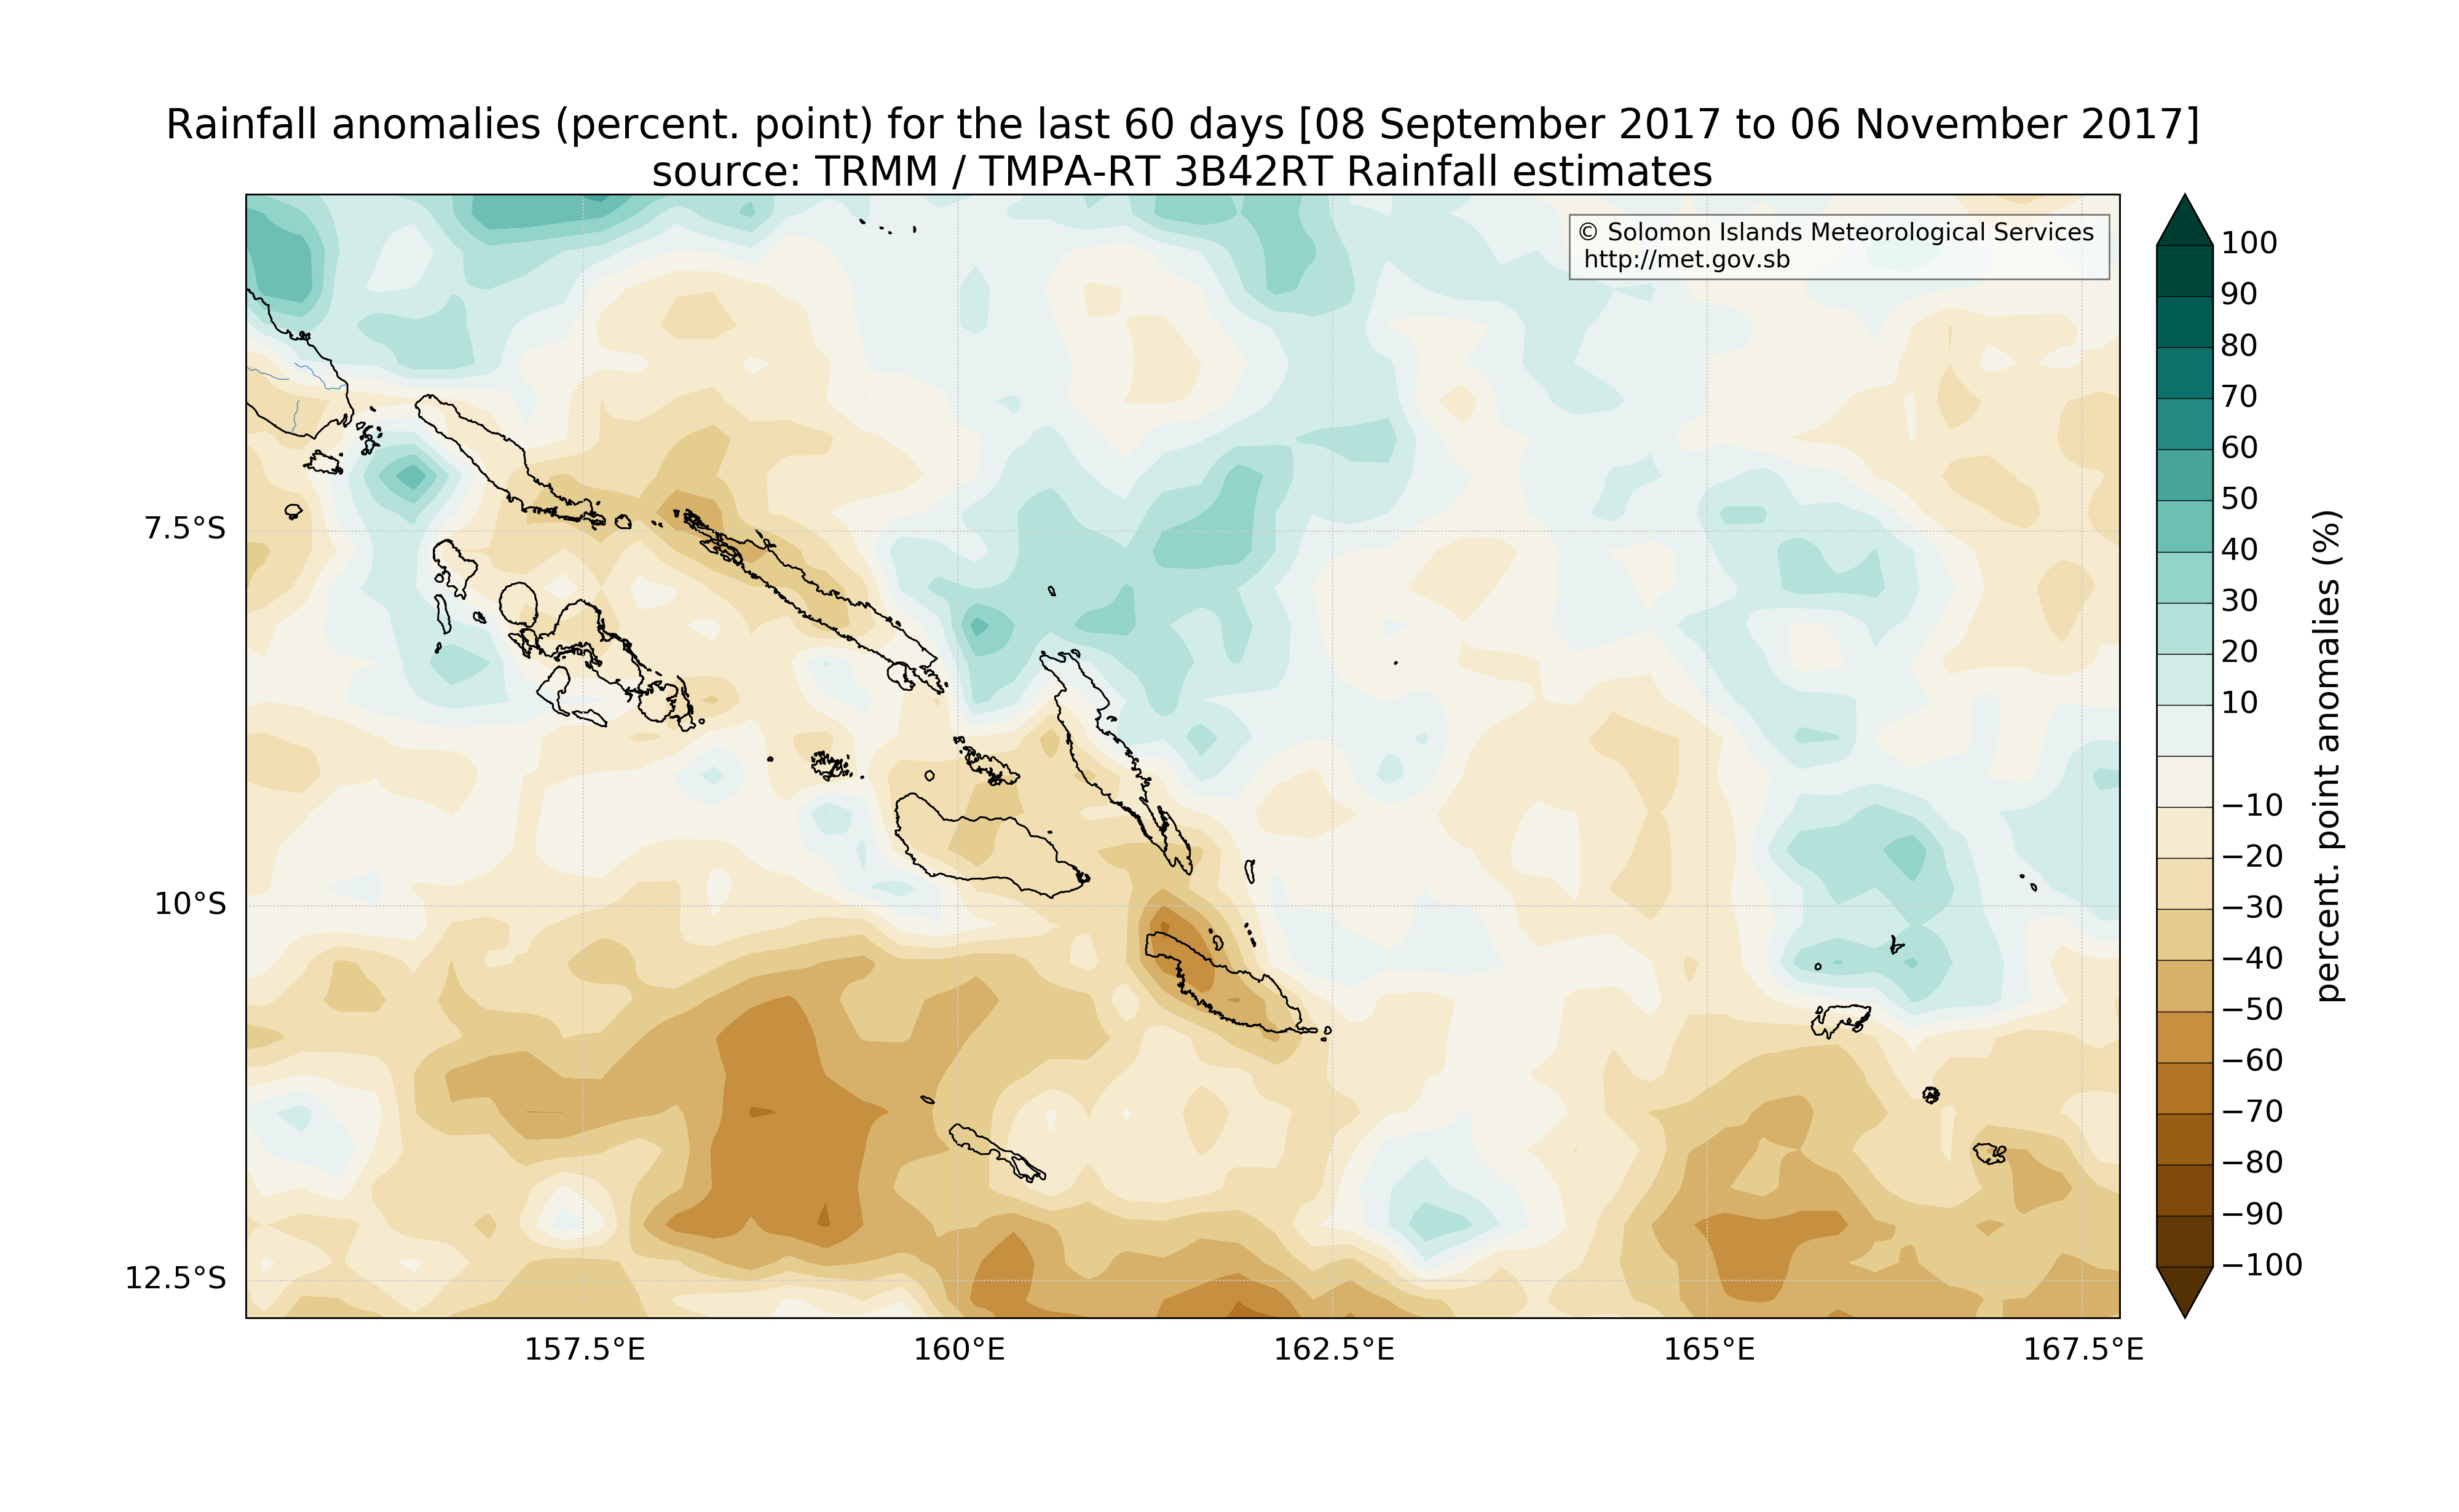 Rainfall anomalies (percent. point) for the last 60 days [08 September 2017 to 06 November 2017]
source: TRMM / TMPA-RT 3B42RT Rainfall estimates
© Solomon Islands Meteorological Services
http://met.gov.sb
7.5°S
10°S
12.5°S
157.5°E
160°E
162.5°E
165°E
167.5°E
100
90
80
70
60
50
40
30
20
10
−10
−20
−30
−40
−50
−60
−70
−80
−90
−100
percent. point anomalies (%)